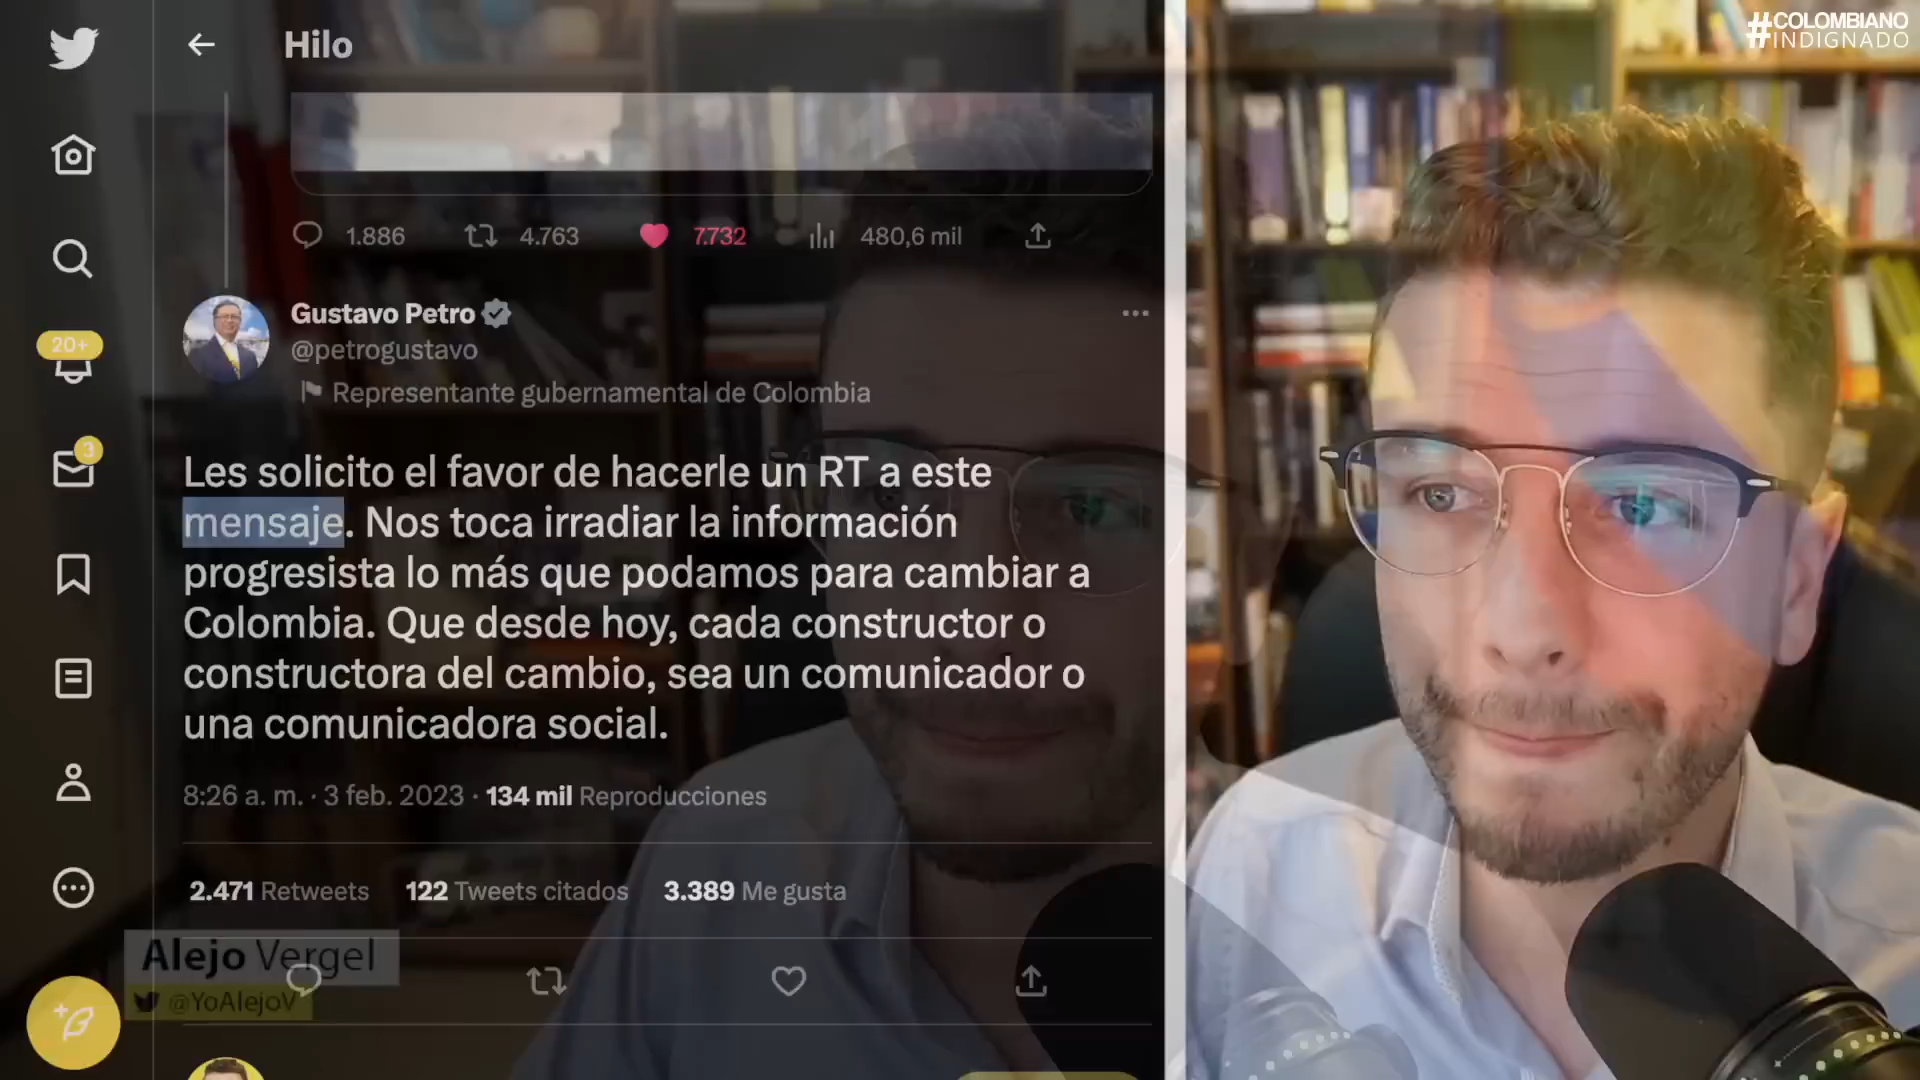 #COLOMBIANO
INDIGNADO
Hilo
1.886 4.763 7.732 480,6 mil
Gustavo Petro
@petrogustavo
Representante gubernamental de Colombia
20+
3
Les solicito el favor de hacerle un RT a este
mensaje. Nos toca irradiar la información
progresista lo más que podamos para cambiar a
Colombia. Que desde hoy, cada constructor o
constructora del cambio, sea un comunicador o
una comunicadora social.
8:26 a. m. · 3 feb. 2023 · 134 mil Reproducciones
2.471 Retweets 122 Tweets citados 3.389 Me gusta
Alejo Vergel
@YoAlejoV